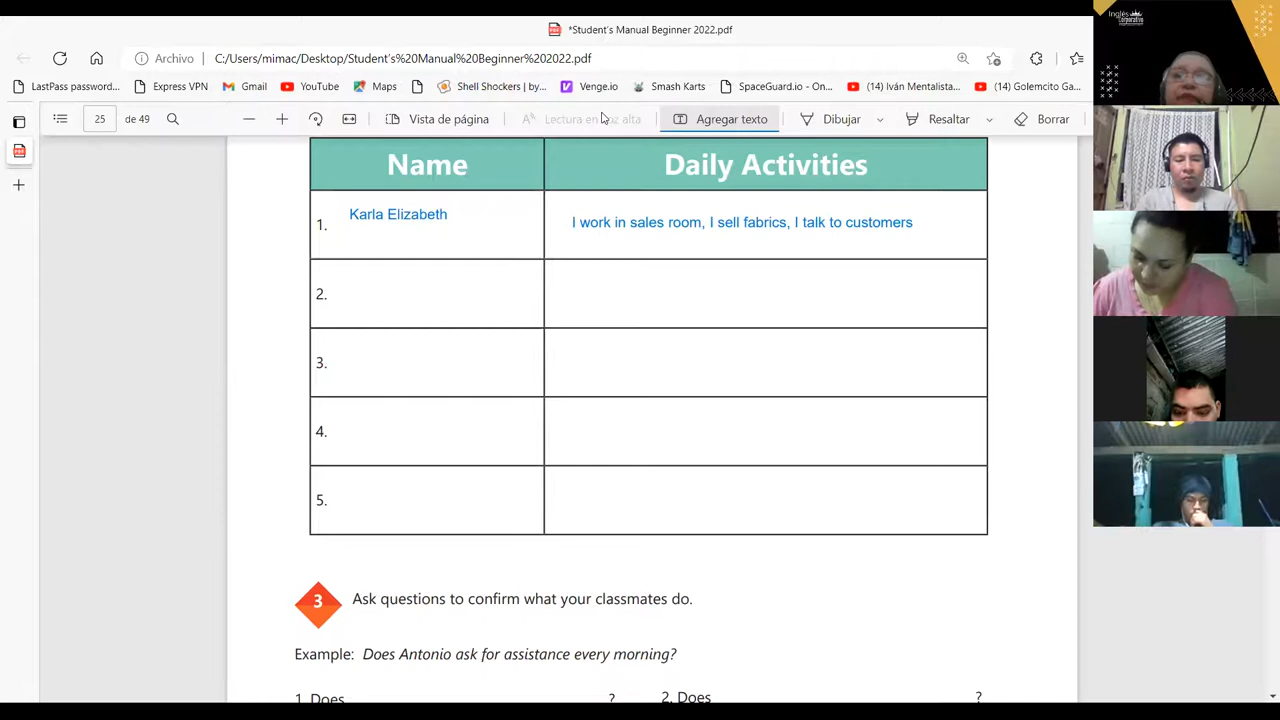 *Student's Manual Beginner 2022.pdf
Archivo C:/Users/mimac/Desktop/Student's%20Manual%20Beginner%202022.pdf
LastPass password... Express VPN Gmail YouTube Maps Shell Shockers | by... Venge.io Smash Karts SpaceGuard.io - On... (14) Iván Mentalista... (14) Golemcito Ga...
25 de 49 Vista de página Lectura en voz alta Agregar texto Dibujar Resaltar Borrar
Name Daily Activities
1. Karla Elizabeth I work in sales room, I sell fabrics, I talk to customers
2.
3.
4.
5.
3 Ask questions to confirm what your classmates do.
Example: Does Antonio ask for assistance every morning?
1. Does ? 2. Does ?
Inglés
Corporativo